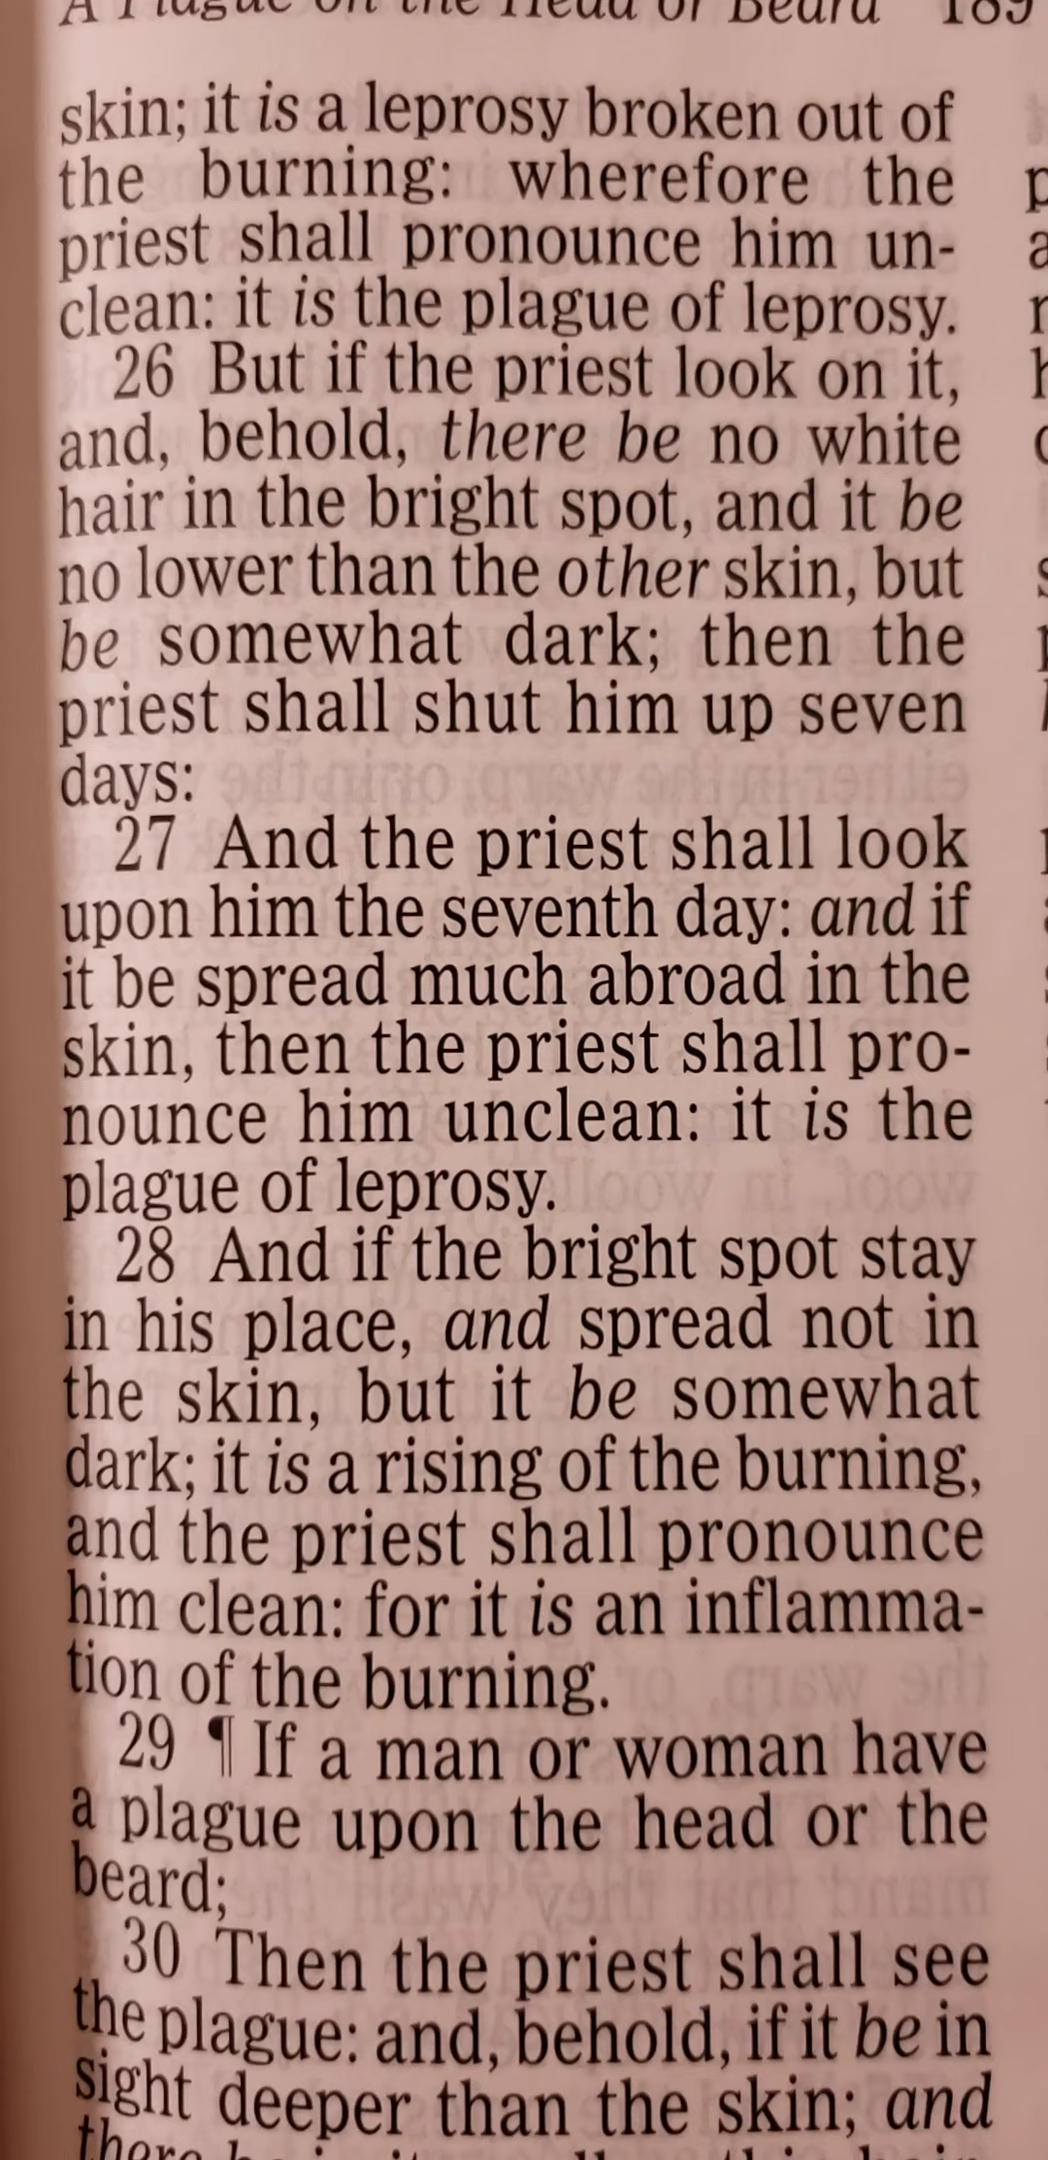 A Plague on the Head or Beard 189
skin; it is a leprosy broken out of
the burning: wherefore the
priest shall pronounce him un-
clean: it is the plague of leprosy.
26 But if the priest look on it,
and, behold, there be no white
hair in the bright spot, and it be
no lower than the other skin, but
be somewhat dark; then the
priest shall shut him up seven
days:
27 And the priest shall look
upon him the seventh day: and if
it be spread much abroad in the
skin, then the priest shall pro-
nounce him unclean: it is the
plague of leprosy.
28 And if the bright spot stay
in his place, and spread not in
the skin, but it be somewhat
dark; it is a rising of the burning,
and the priest shall pronounce
him clean: for it is an inflamma-
tion of the burning.
29 ¶ If a man or woman have
a plague upon the head or the
beard;
30 Then the priest shall see
the plague: and, behold, if it be in
sight deeper than the skin; and